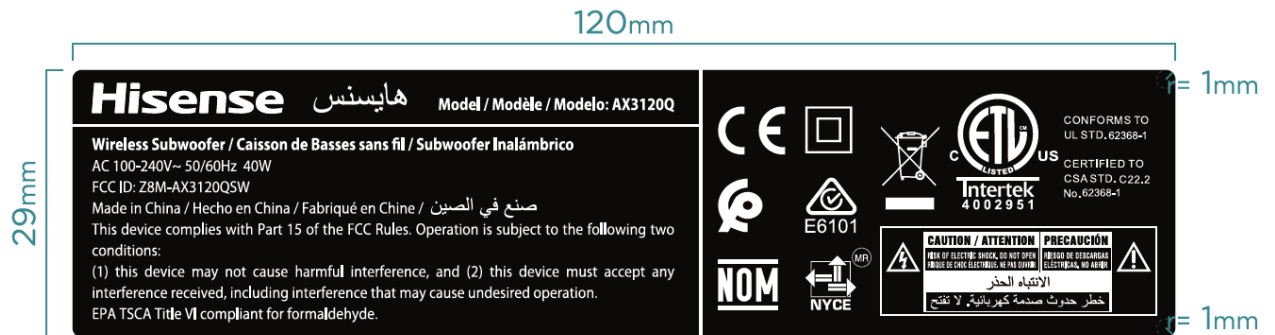 120mm
29mm
r= 1mm
Hisense هايسنس Model / Modèle / Modelo: AX3120Q
Wireless Subwoofer / Caisson de Basses sans fil / Subwoofer Inalámbrico
AC 100-240V~ 50/60Hz 40W
FCC ID: Z8M-AX3120QSW
Made in China / Hecho en China / Fabriqué en Chine / صنع في الصين
This device complies with Part 15 of the FCC Rules. Operation is subject to the following two
conditions:
(1) this device may not cause harmful interference, and (2) this device must accept any
interference received, including interference that may cause undesired operation.
EPA TSCA Title VI compliant for formaldehyde.
CE
E6101
NOM
MR
NYCE
C ETL CM US
LISTED
Intertek
4002951
CONFORMS TO
UL STD. 62368-1
CERTIFIED TO
CSA STD. C22.2
No. 62368-1
CAUTION / ATTENTION
RISK OF ELECTRIC SHOCK, DO NOT OPEN
RISQUE DE CHOC ELECTRIQUE. NE PAS OUVRIR
PRECAUCIÓN
RIESGO DE DESCARGAS
ELÉCTRICAS, NO ABRIR
الانتباه الحذر
خطر حدوث صدمة كهربائية. لا تفتح
r= 1mm